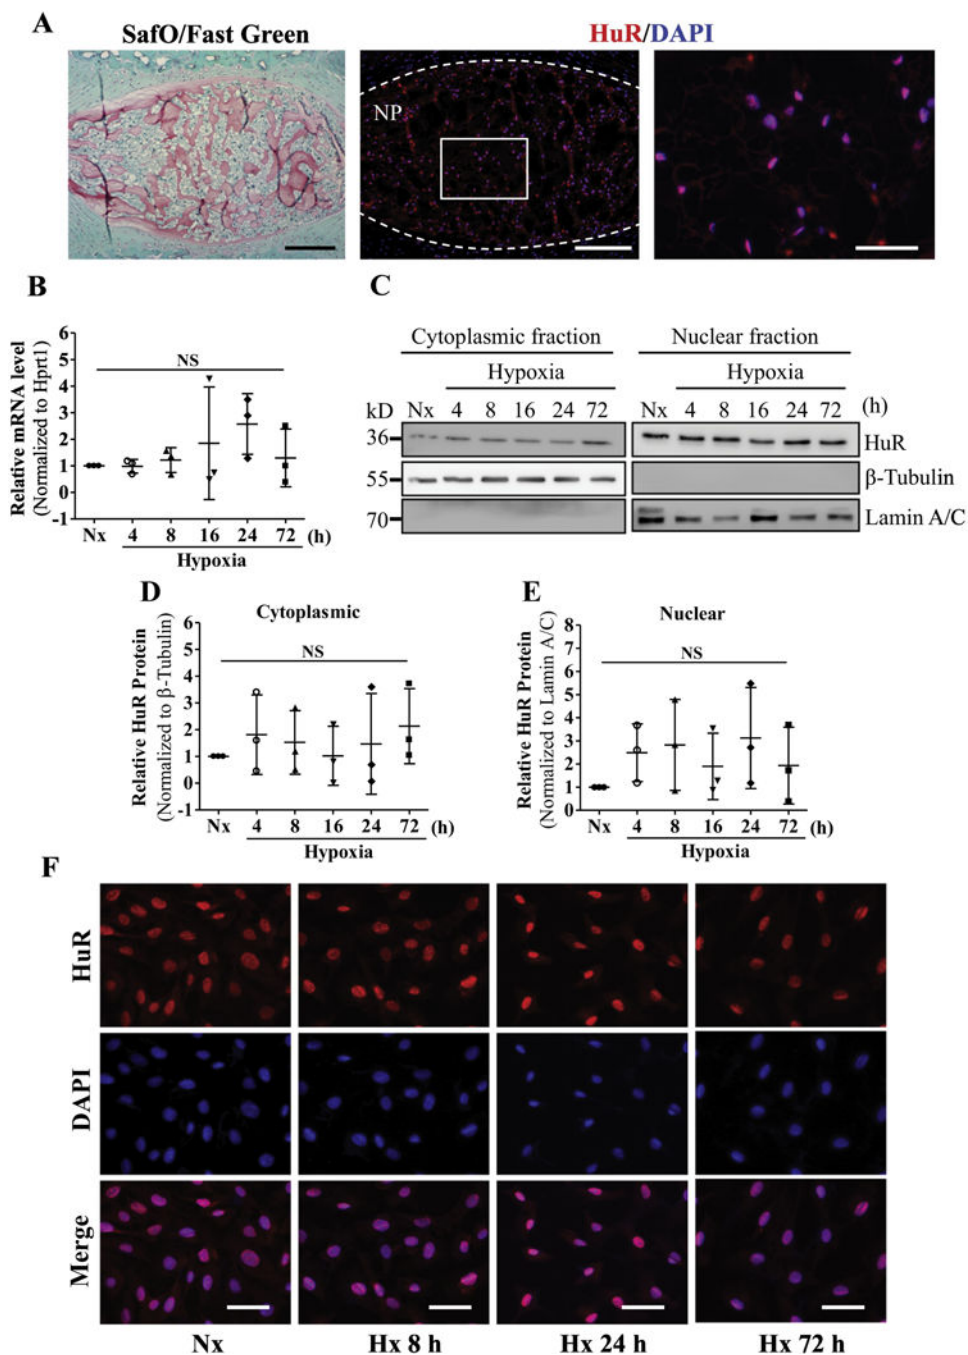 A
SafO/Fast Green
HuR/DAPI
NP
B
Relative mRNA level
(Normalized to Hprt1)
6
5
4
3
2
1
0
-1
NS
Nx 4 8 16 24 72 (h)
Hypoxia
C
Cytoplasmic fraction
Nuclear fraction
Hypoxia
Hypoxia
kD Nx 4 8 16 24 72
Nx 4 8 16 24 72 (h)
36
HuR
55
β-Tubulin
70
Lamin A/C
D
Cytoplasmic
Relative HuR Protein
(Normalized to β-Tubulin)
6
5
4
3
2
1
0
-1
NS
Nx 4 8 16 24 72 (h)
Hypoxia
E
Nuclear
Relative HuR Protein
(Normalized to Lamin A/C)
8
7
6
5
4
3
2
1
0
NS
Nx 4 8 16 24 72 (h)
Hypoxia
F
HuR
DAPI
Merge
Nx
Hx 8 h
Hx 24 h
Hx 72 h